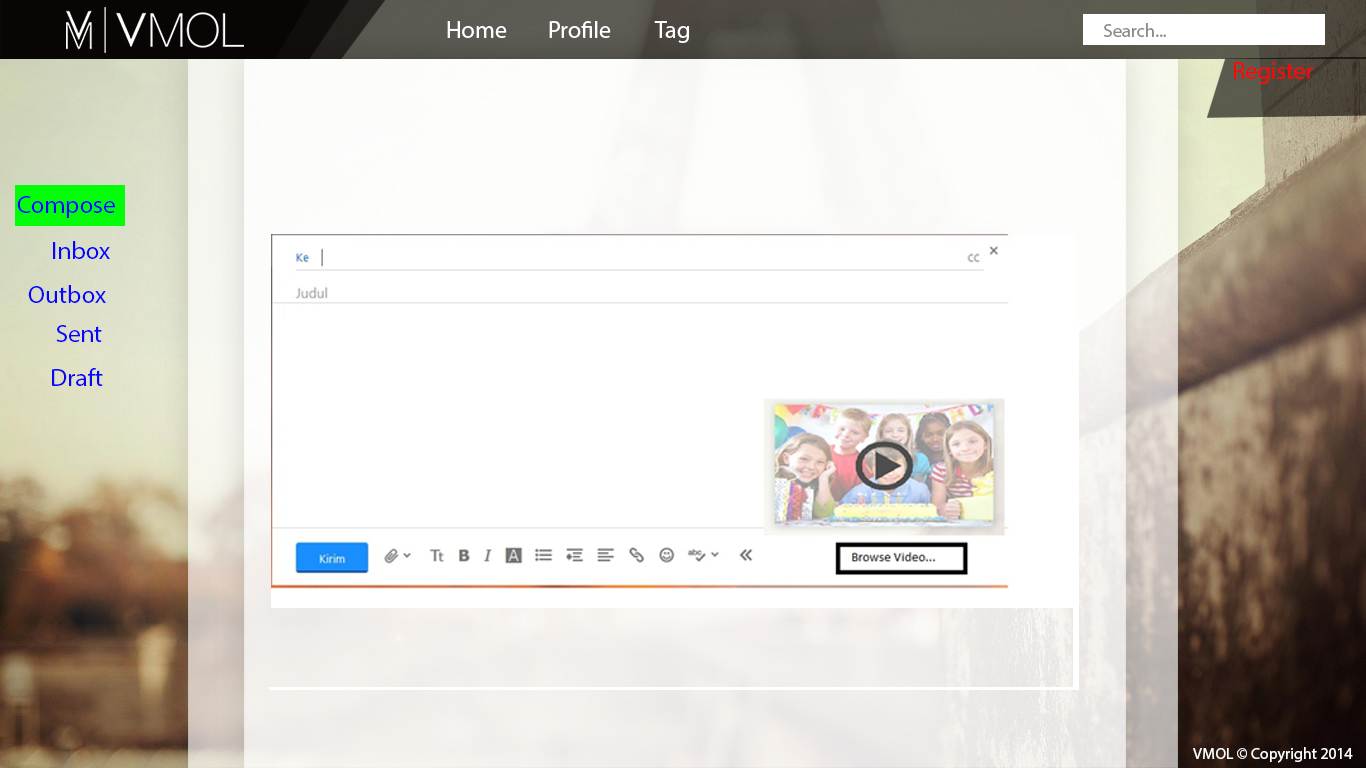 VMOL
Home Profile Tag
Search...
Register
Compose
Inbox
Outbox
Sent
Draft
Ke
CC
Judul
Kirim
Tt B I A
abc
Browse Video...
VMOL © Copyright 2014